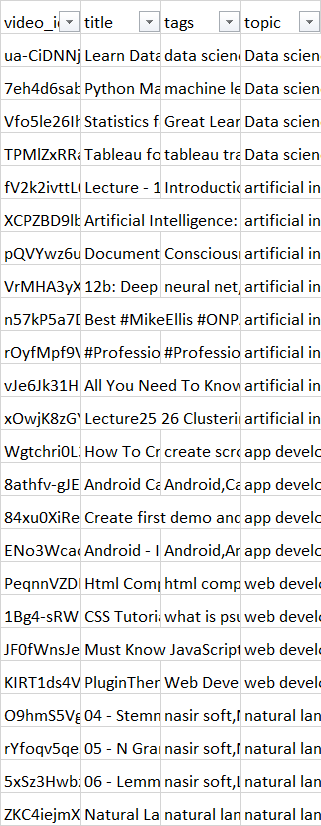 video_i title tags topic
ua-CiDNNj Learn Data data scienc Data scien
7eh4d6sab Python Ma machine le Data scien
Vfo5le26Ih Statistics f Great Lear Data scien
TPMlZxRRa Tableau fo tableau tra Data scien
fV2k2ivttL Lecture - 1 Introductio artificial in
XCPZBD9lb Artificial Intelligence: artificial in
pQVYwz6u Document Consciousn artificial in
VrMHA3yX 12b: Deep neural net, artificial in
n57kP5a7D Best #MikeEllis #ONP artificial in
rOyfMpf9V #Professio #Professio artificial in
vJe6Jk31H All You Need To Know artificial in
xOwjK8zGY Lecture25 26 Clusterin artificial in
Wgtchri0L How To Cr create scro app develo
8athfv-gJE Android Ca Android,Ca app develo
84xu0XiRe Create first demo and app develo
ENo3Wcad Android - I Android,An app develo
PeqnnVZD Html Comp html comp web develo
1Bg4-sRW CSS Tutoria what is psu web develo
JF0fWnsJe Must Know JavaScript web develo
KIRT1ds4V PluginTher Web Deve web develo
O9hmS5Vg 04 - Stemm nasir soft,N natural lan
rYfoqv5qe 05 - N Gran nasir soft,N natural lan
5xSz3Hwb 06 - Lemm nasir soft,L natural lan
ZKC4iejmX Natural La natural lan natural lan